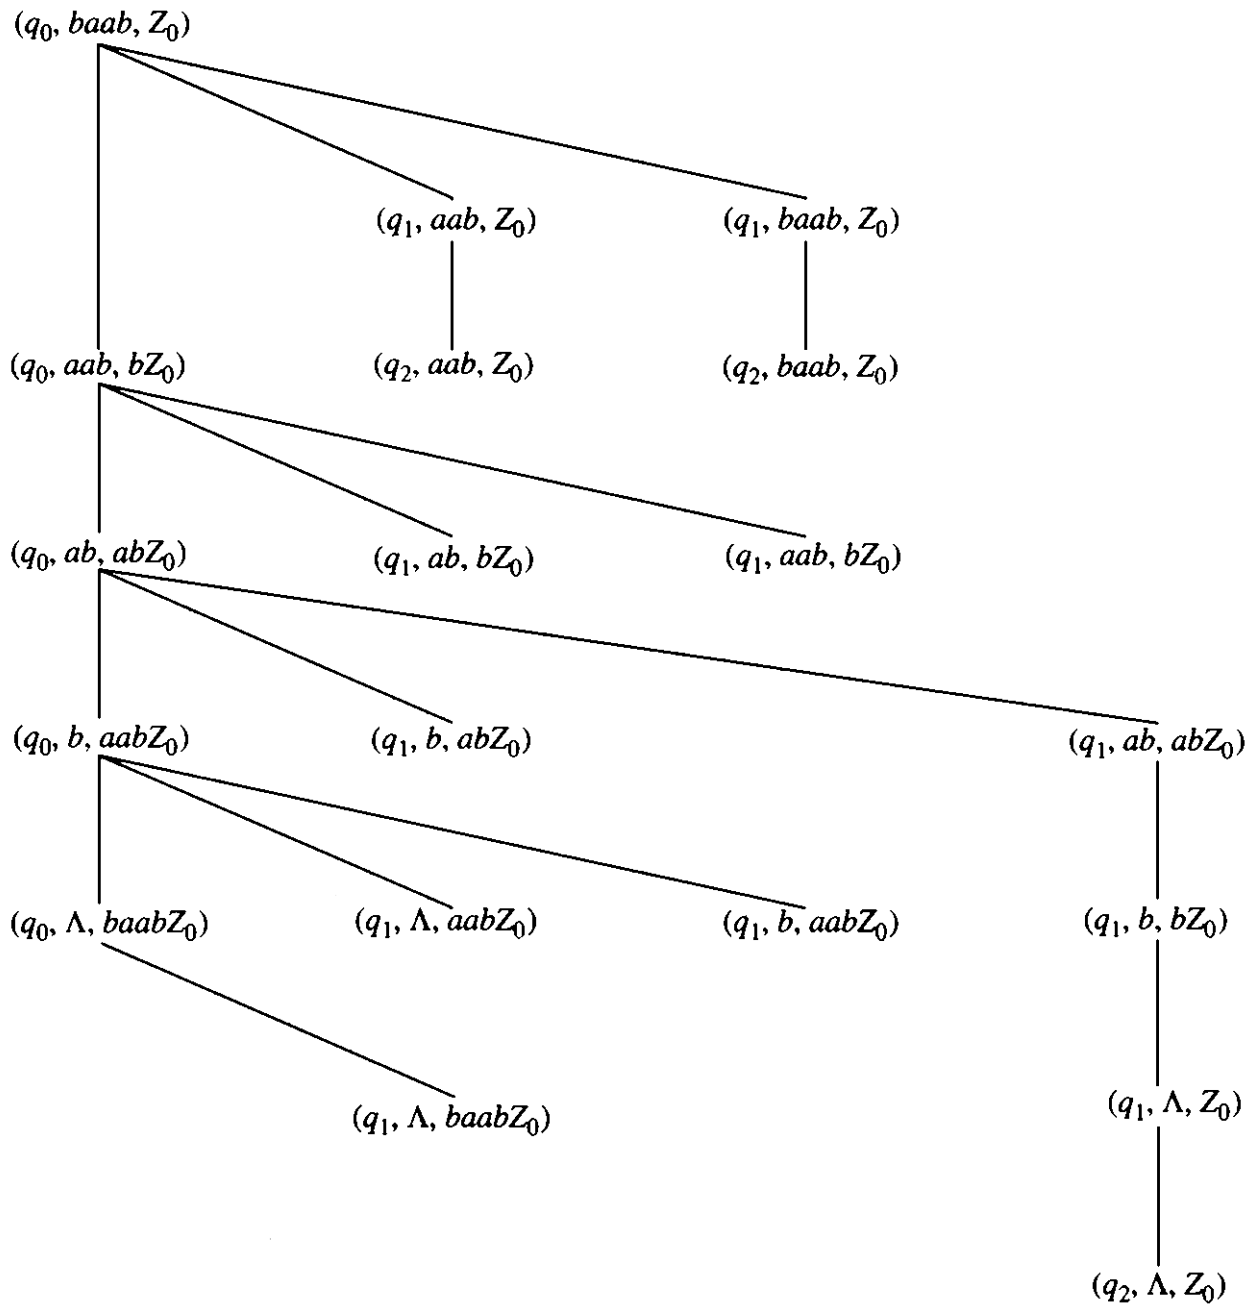 (q₀, baab, Z₀)
(q₁, aab, Z₀) (q₁, baab, Z₀)
(q₀, aab, bZ₀) (q₂, aab, Z₀) (q₂, baab, Z₀)
(q₀, ab, abZ₀) (q₁, ab, bZ₀) (q₁, aab, bZ₀)
(q₀, b, aabZ₀) (q₁, b, abZ₀) (q₁, ab, abZ₀)
(q₀, Λ, baabZ₀) (q₁, Λ, aabZ₀) (q₁, b, aabZ₀) (q₁, b, bZ₀)
(q₁, Λ, baabZ₀) (q₁, Λ, Z₀)
(q₂, Λ, Z₀)